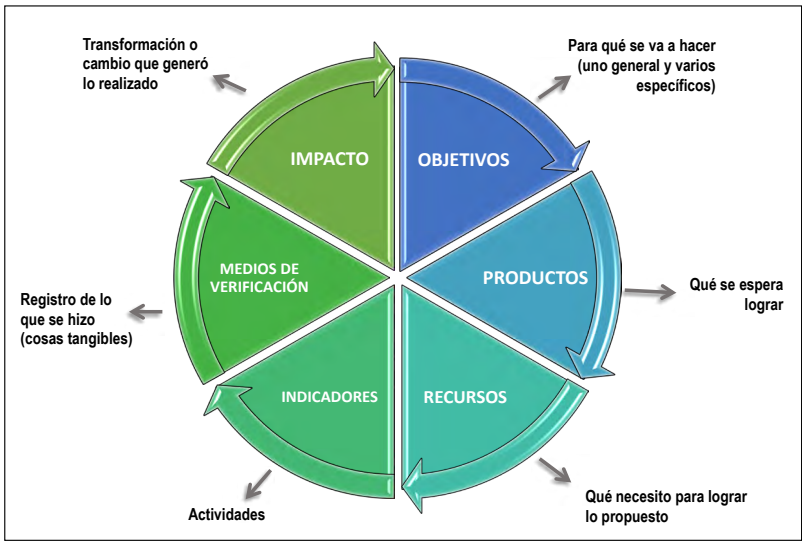 Transformación o
cambio que generó
lo realizado
Para qué se va a hacer
(uno general y varios
específicos)
IMPACTO
OBJETIVOS
MEDIOS DE
VERIFICACIÓN
PRODUCTOS
Registro de lo
que se hizo
(cosas tangibles)
Qué se espera
lograr
INDICADORES
RECURSOS
Actividades
Qué necesito para lograr
lo propuesto